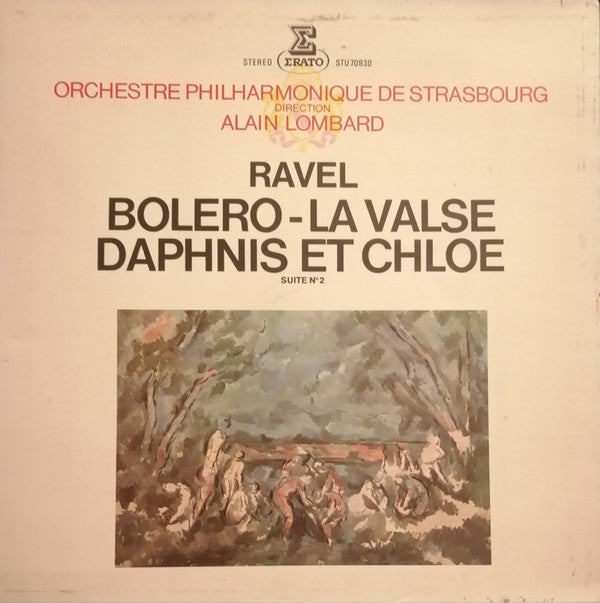 Σ
STEREO ERATO STU 70930
ORCHESTRE PHILHARMONIQUE DE STRASBOURG
DIRECTION
ALAIN LOMBARD
RAVEL
BOLERO - LA VALSE
DAPHNIS ET CHLOE
SUITE N° 2